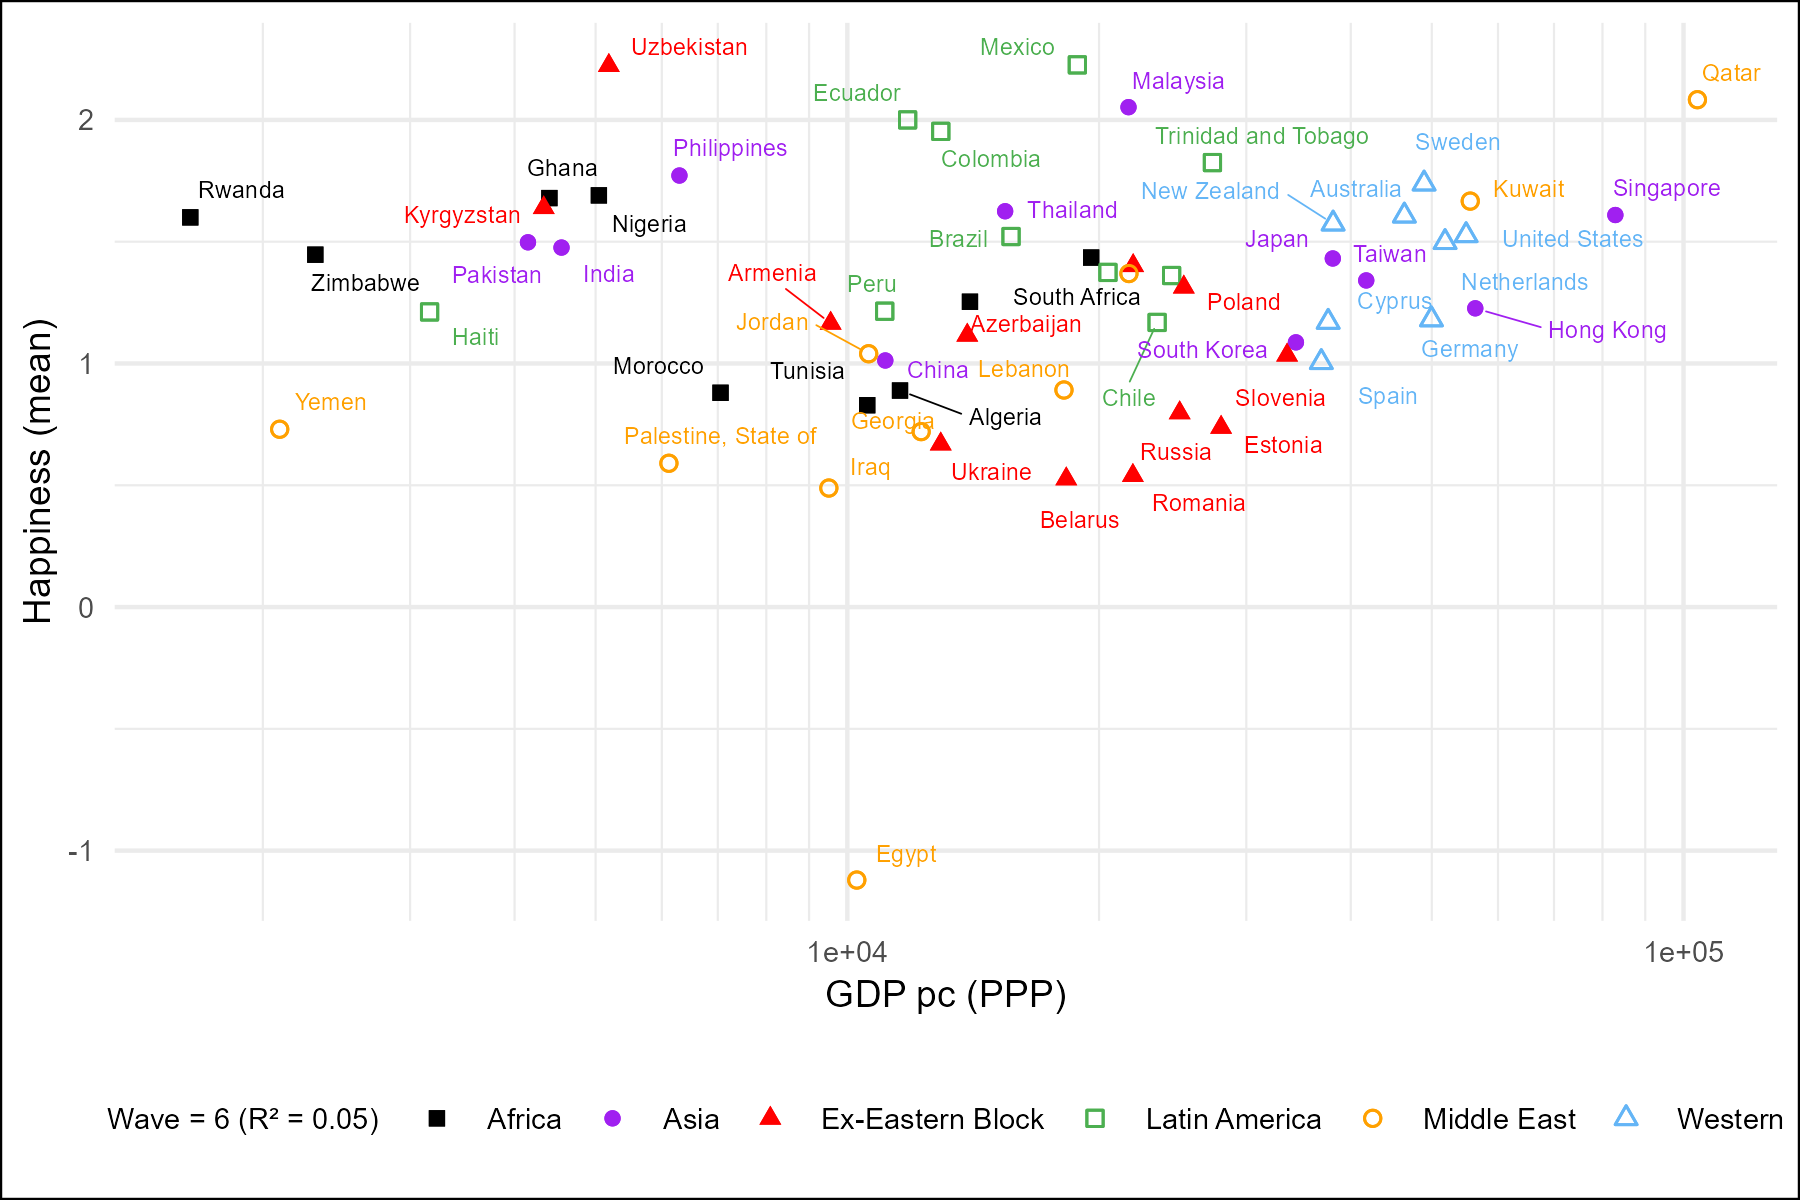 Uzbekistan
Mexico
Qatar
Malaysia
Ecuador
2
Trinidad and Tobago
Sweden
Philippines
Colombia
Ghana
Rwanda
New Zealand
Australia
Kuwait
Singapore
Kyrgyzstan
Nigeria
Thailand
Brazil
Japan
United States
Taiwan
Pakistan
India
Armenia
Zimbabwe
Peru
South Africa
Poland
Netherlands
Cyprus
Jordan
Azerbaijan
Haiti
Hong Kong
South Korea
Germany
1
Morocco
Tunisia
China
Lebanon
Yemen
Chile
Slovenia
Spain
Georgia
Algeria
Palestine, State of
Estonia
Russia
Iraq
Ukraine
Romania
Belarus
0
-1
Egypt
Happiness (mean)
1e+04
1e+05
GDP pc (PPP)
Wave = 6 (R² = 0.05)
Africa
Asia
Ex-Eastern Block
Latin America
Middle East
Western